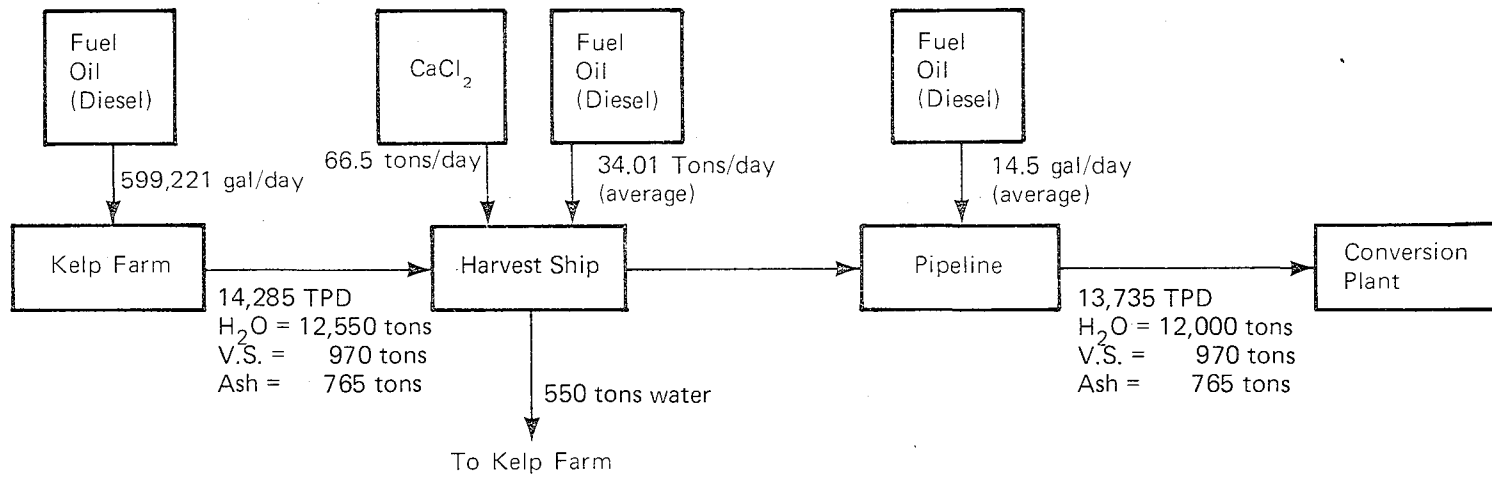 Fuel
Oil
(Diesel)
CaCl₂
Fuel
Oil
(Diesel)
Fuel
Oil
(Diesel)
599,221 gal/day
66.5 tons/day
34.01 Tons/day
(average)
14.5 gal/day
(average)
Kelp Farm
Harvest Ship
Pipeline
Conversion
Plant
14,285 TPD
H₂O = 12,550 tons
V.S. = 970 tons
Ash = 765 tons
13,735 TPD
H₂O = 12,000 tons
V.S. = 970 tons
Ash = 765 tons
550 tons water
To Kelp Farm